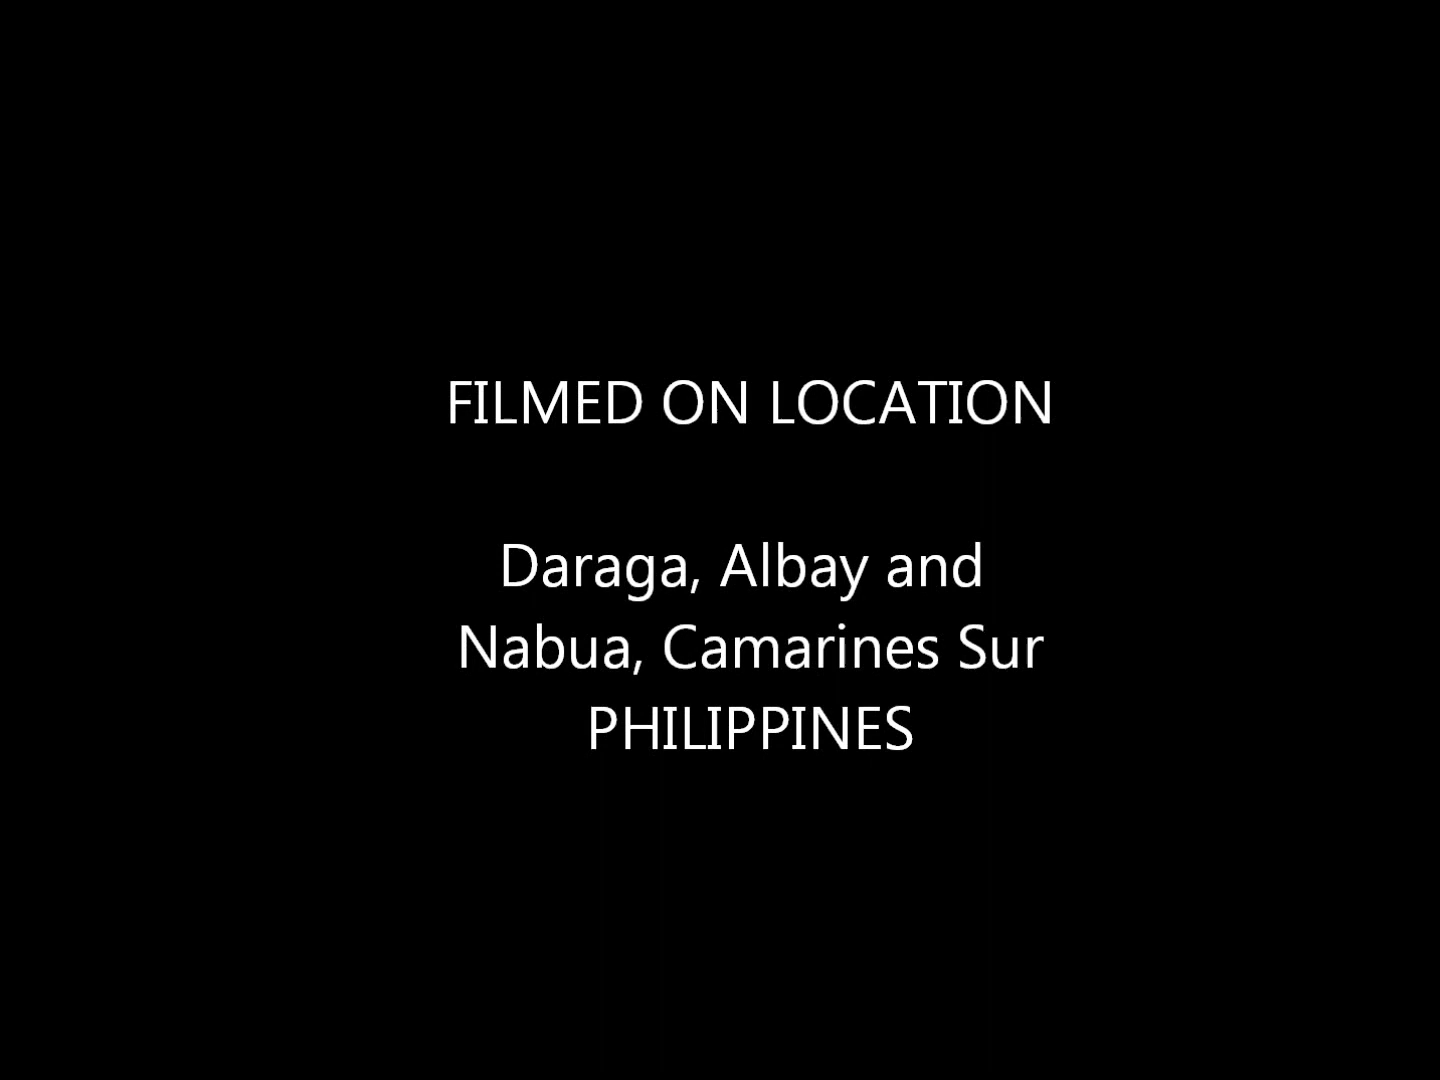 FILMED ON LOCATION
Daraga, Albay and
Nabua, Camarines Sur
PHILIPPINES